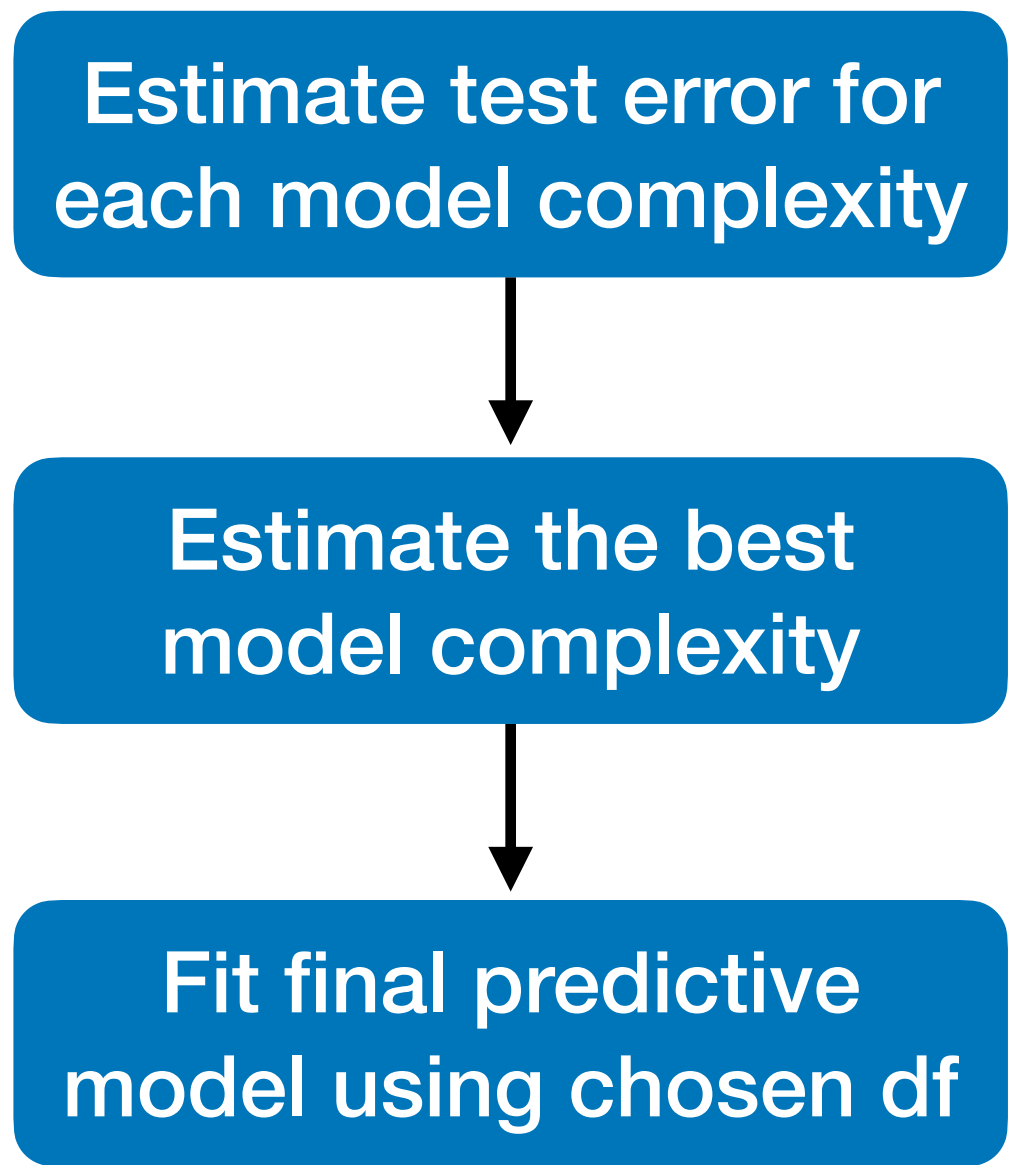 Estimate test error for
each model complexity
Estimate the best
model complexity
Fit final predictive
model using chosen df